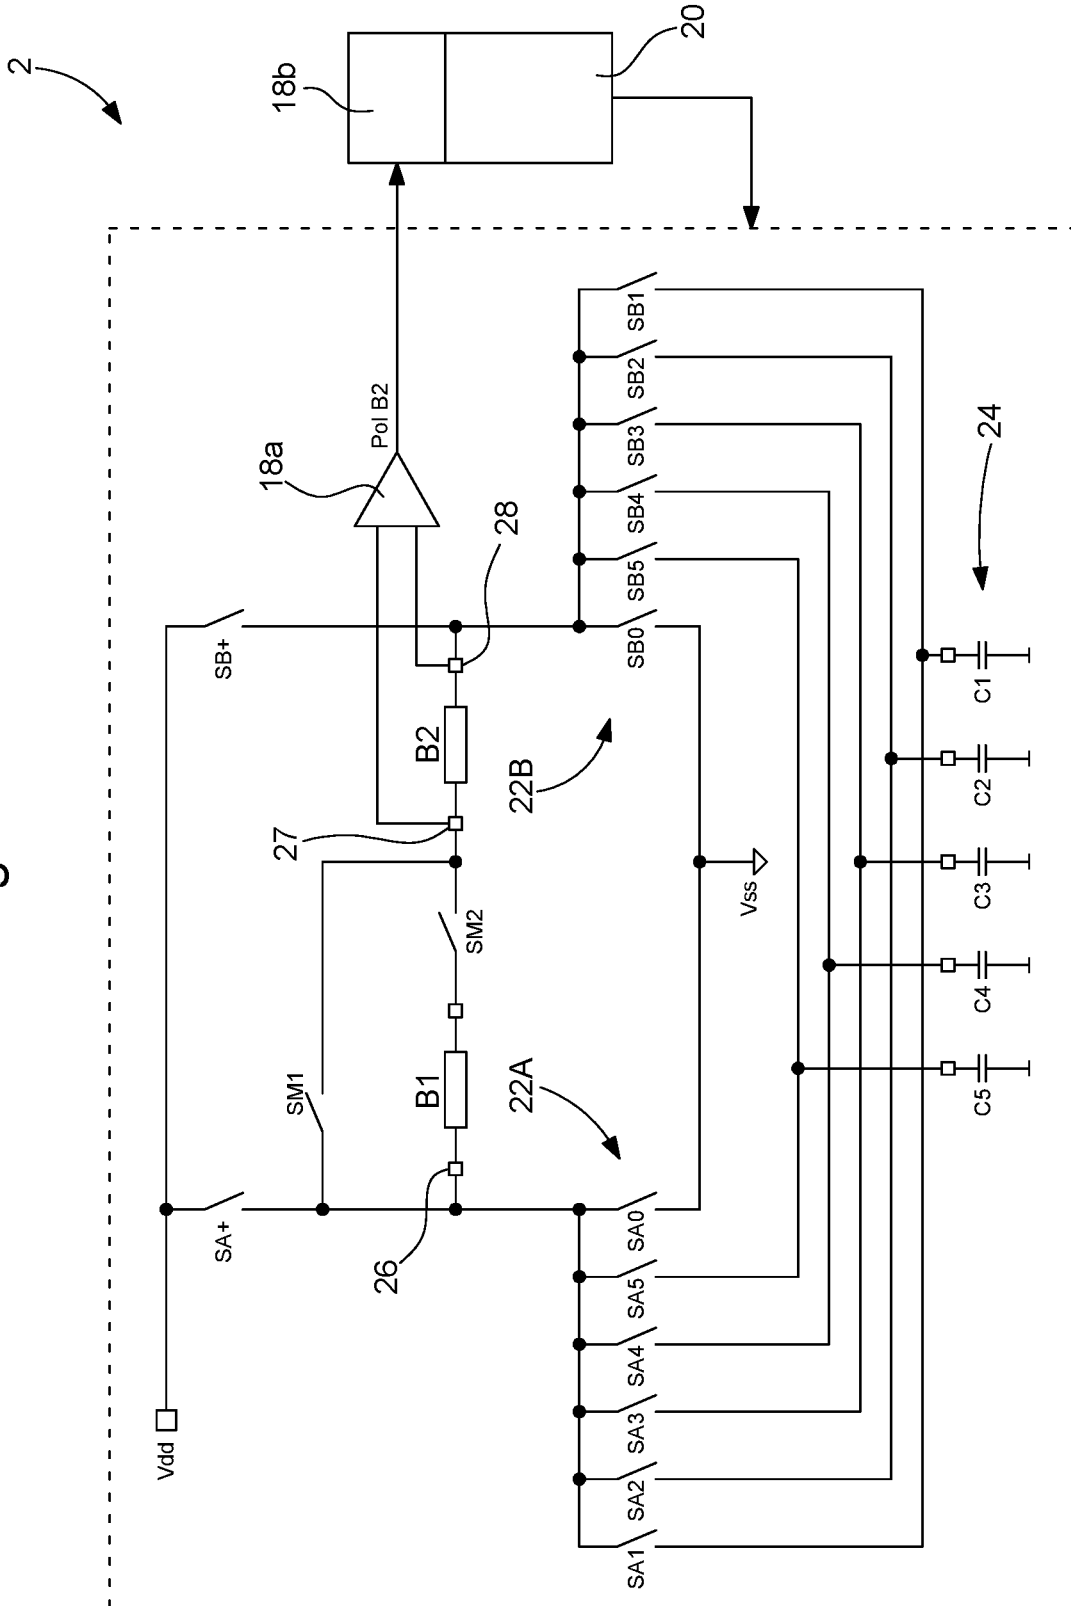 2
Vdd
SA+
SB+
27
18a
18b
SM1
26
Pol B2
B1
B2
SM2
28
22A
22B
SA1
SA2
SA3
SA4
SA5
SA0
SB0
SB5
SB4
SB3
SB2
SB1
20
Vss
C5
C4
C3
C2
C1
24